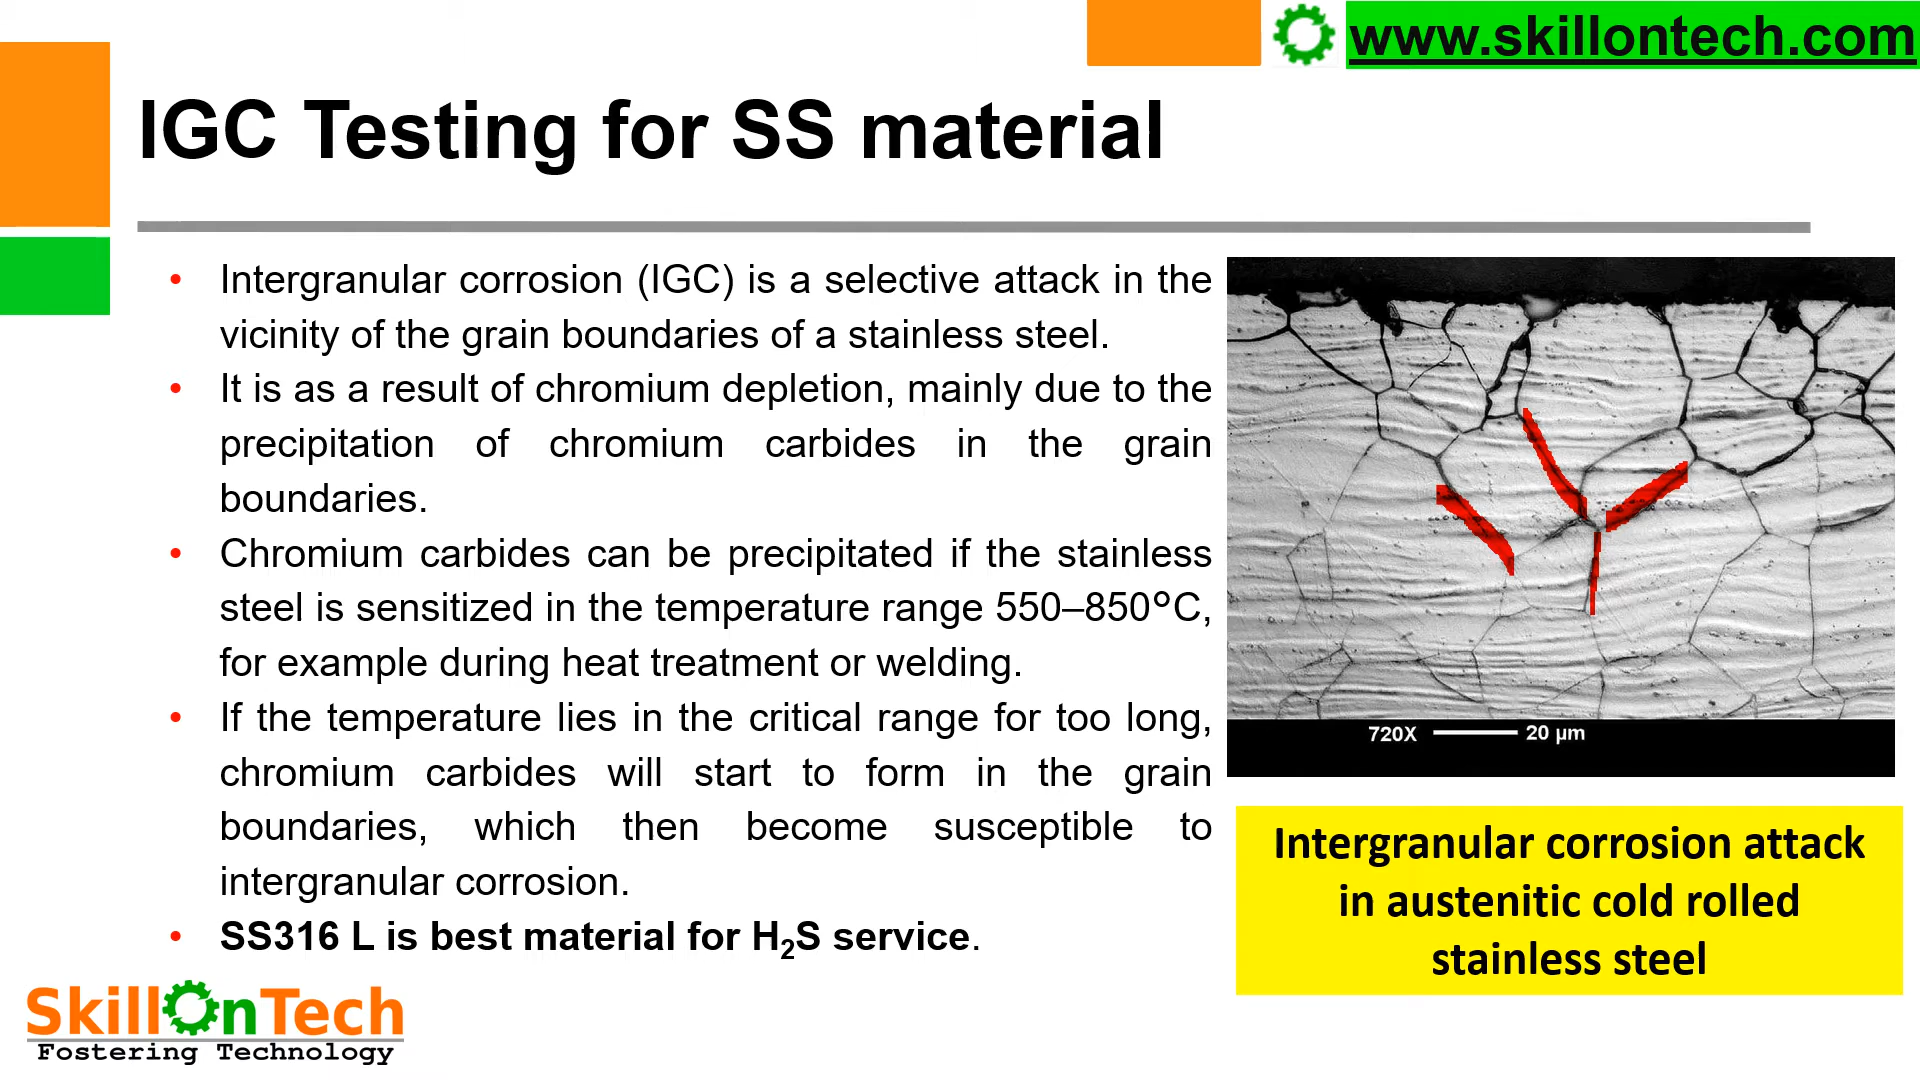 www.skillontech.com
IGC Testing for SS material
• Intergranular corrosion (IGC) is a selective attack in the
vicinity of the grain boundaries of a stainless steel.
• It is as a result of chromium depletion, mainly due to the
precipitation of chromium carbides in the grain
boundaries.
• Chromium carbides can be precipitated if the stainless
steel is sensitized in the temperature range 550–850°C,
for example during heat treatment or welding.
• If the temperature lies in the critical range for too long,
chromium carbides will start to form in the grain
boundaries, which then become susceptible to
intergranular corrosion.
• SS316 L is best material for H₂S service.
720X 20 µm
Intergranular corrosion attack
in austenitic cold rolled
stainless steel
SkillOnTech
Fostering Technology